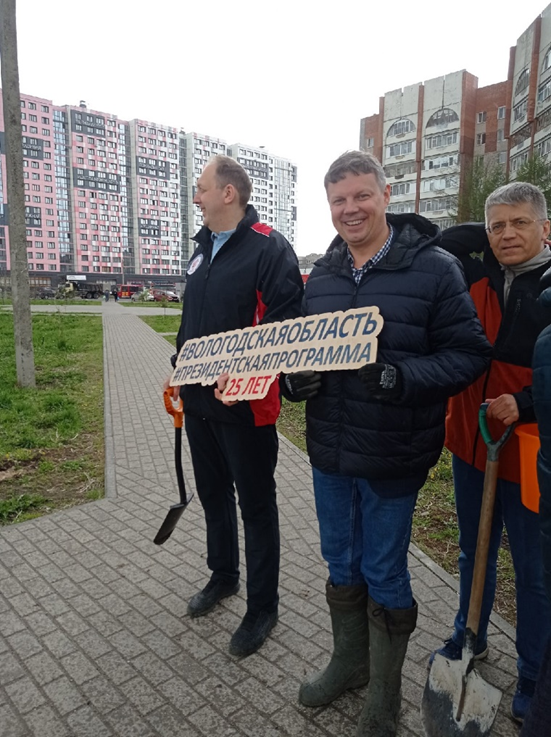 #ВОЛОГОДСКАЯОБЛАСТЬ
#ПРЕЗИДЕНТСКАЯПРОГРАММА
25 ЛЕТ